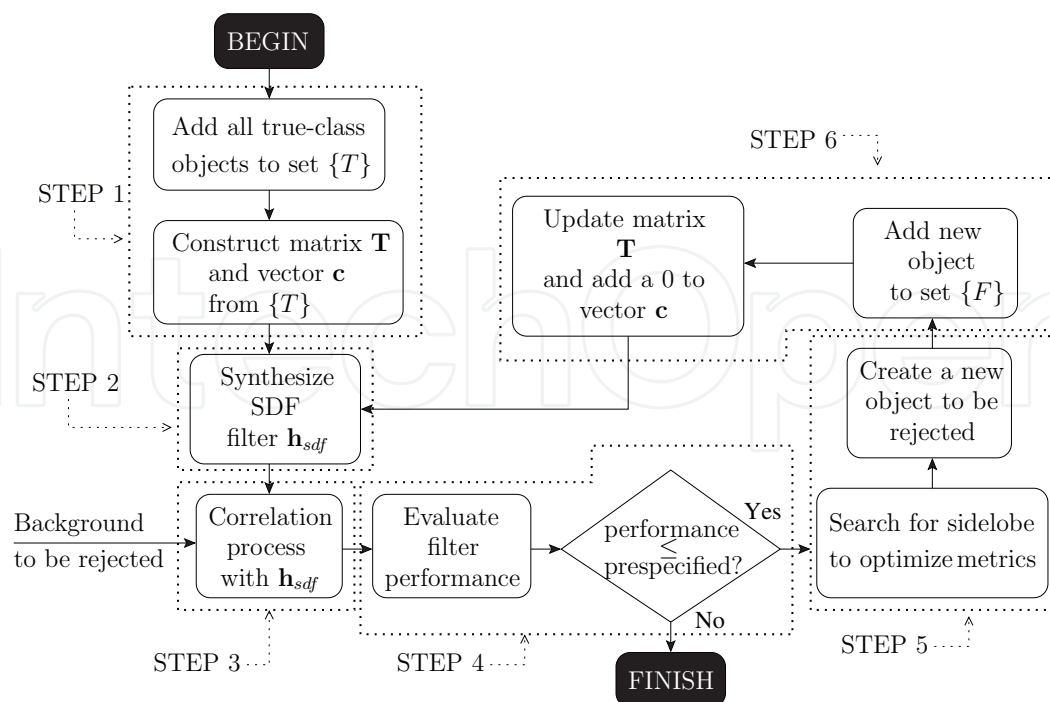 BEGIN
Add all true-class
objects to set {T}
STEP 1
Construct matrix T
and vector c
from {T}
STEP 2
Synthesize
SDF
filter h_sdf
Background
to be rejected
Correlation
process
with h_sdf
STEP 3
Evaluate
filter
performance
STEP 4
performance
≤
prespecified?
Yes
No
FINISH
Search for sidelobe
to optimize metrics
STEP 5
Create a new
object to be
rejected
Add new
object
to set {F}
STEP 6
Update matrix
T
and add a 0 to
vector c
IntechOpen